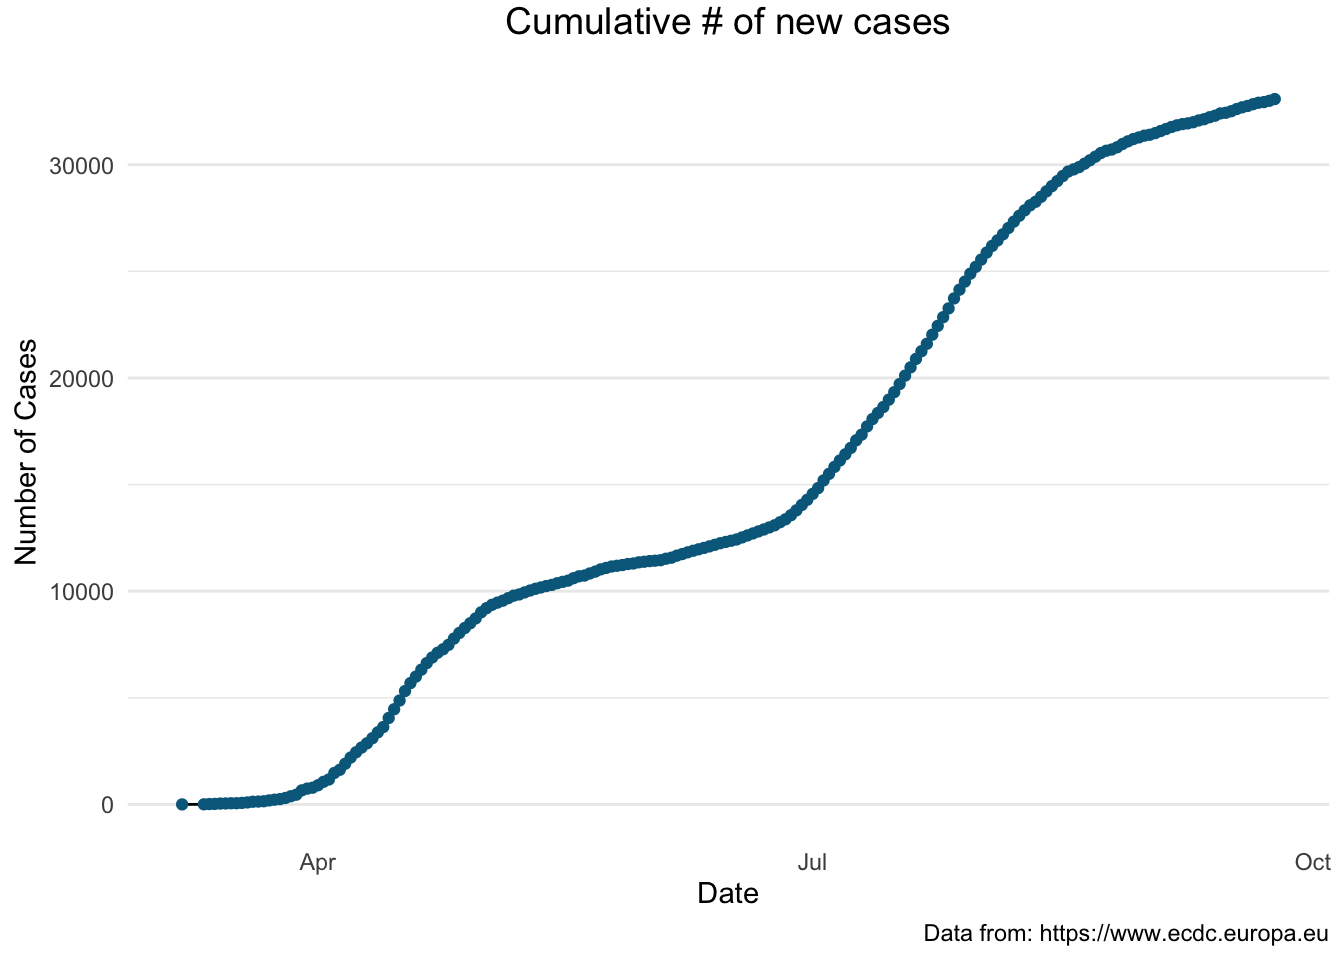 Cumulative # of new cases
30000
20000
10000
0
Number of Cases
Apr
Jul
Oct
Date
Data from: https://www.ecdc.europa.eu